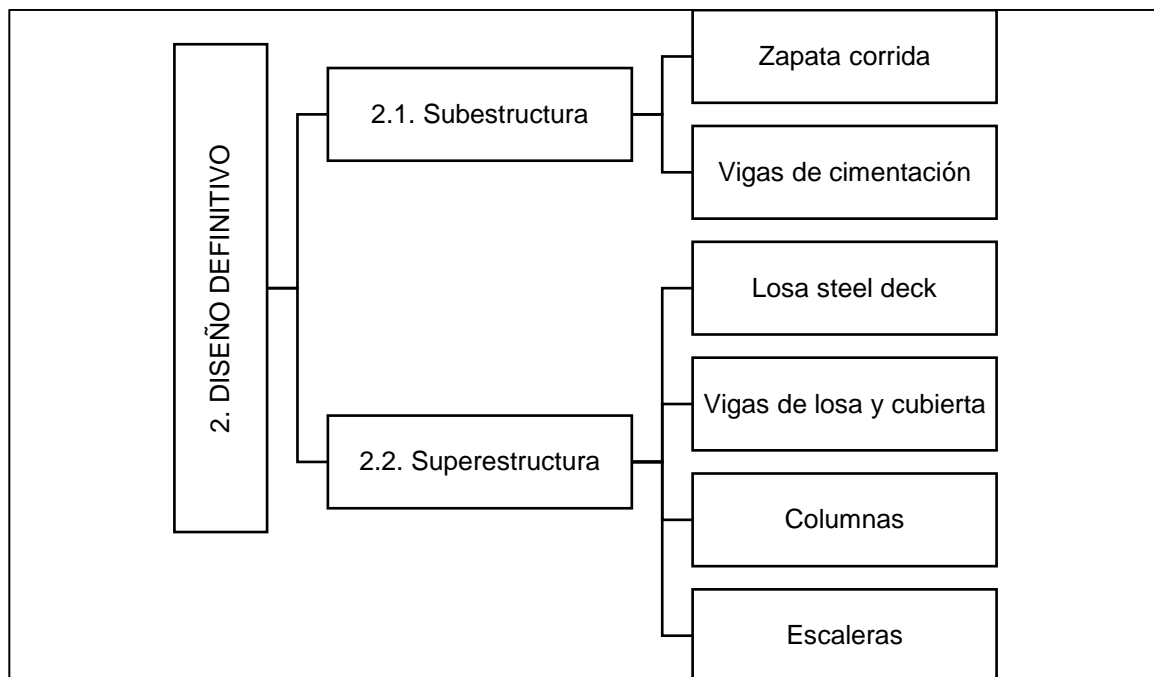 2. DISEÑO DEFINITIVO
2.1. Subestructura
Zapata corrida
Vigas de cimentación
2.2. Superestructura
Losa steel deck
Vigas de losa y cubierta
Columnas
Escaleras